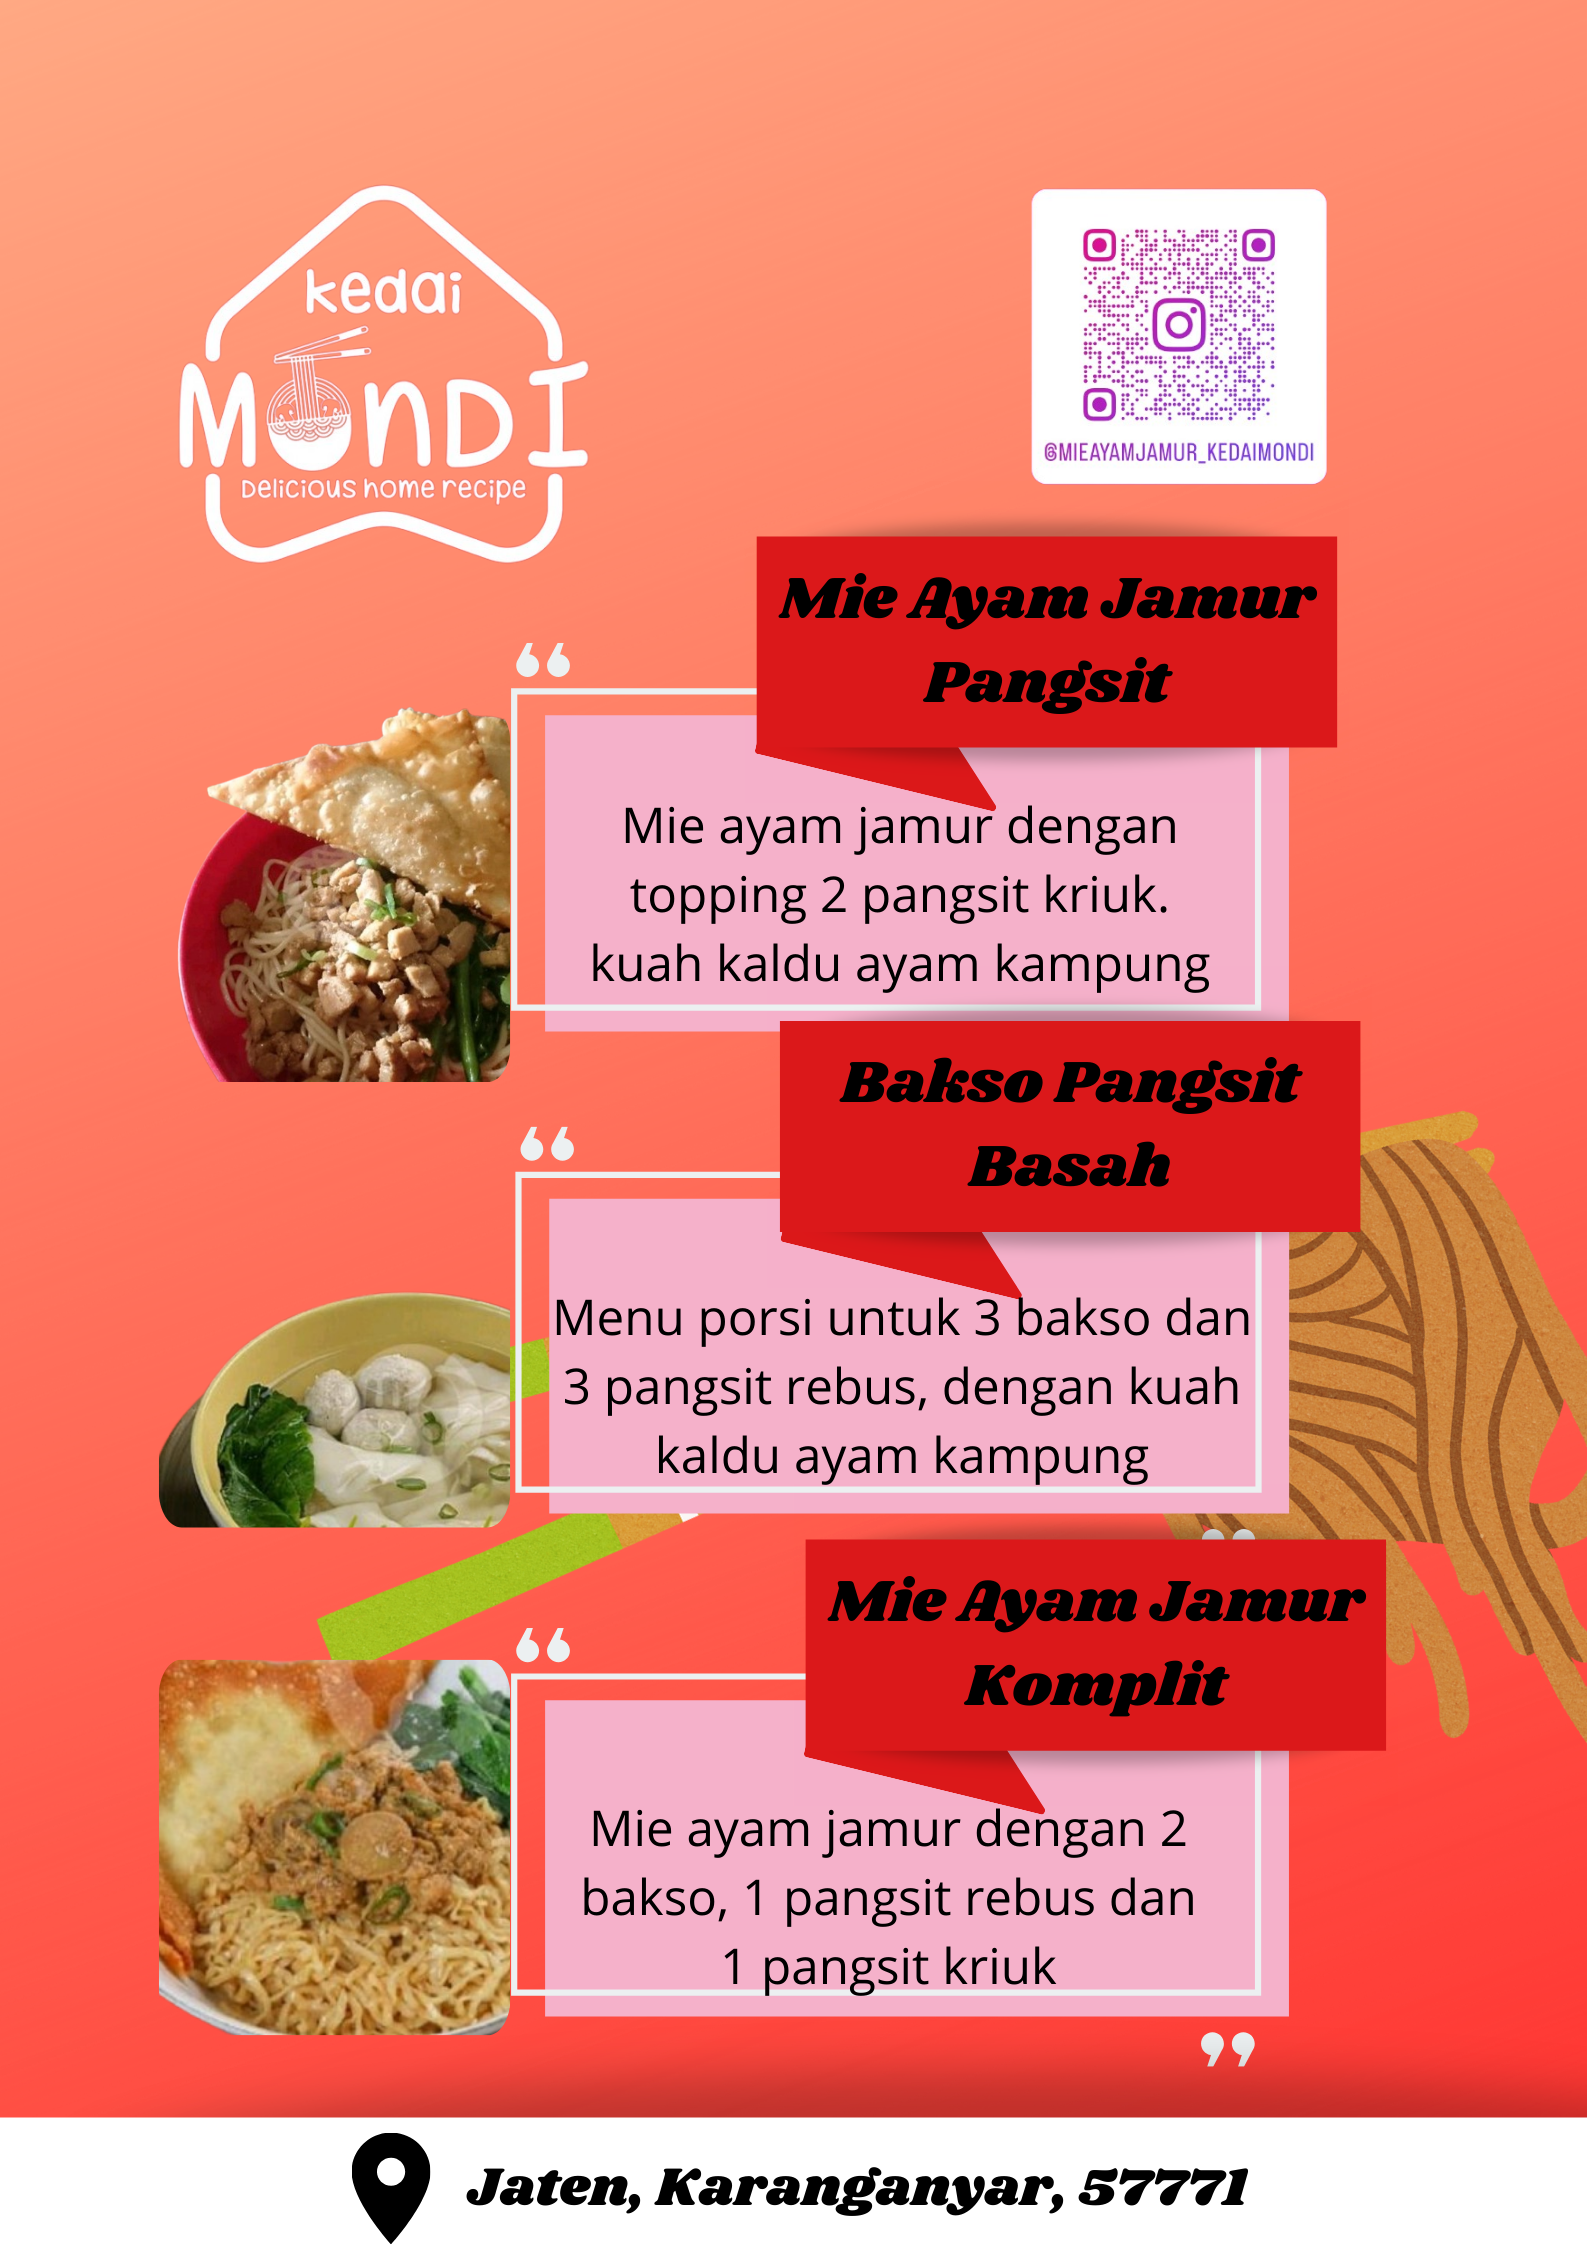 kedai
MONDI
Delicious home recipe
@MIEAYAMJAMUR_KEDAIMONDI
Mie Ayam Jamur
Pangsit
Mie ayam jamur dengan
topping 2 pangsit kriuk.
kuah kaldu ayam kampung
Bakso Pangsit
Basah
Menu porsi untuk 3 bakso dan
3 pangsit rebus, dengan kuah
kaldu ayam kampung
Mie Ayam Jamur
Komplit
Mie ayam jamur dengan 2
bakso, 1 pangsit rebus dan
1 pangsit kriuk
Jaten, Karanganyar, 57771